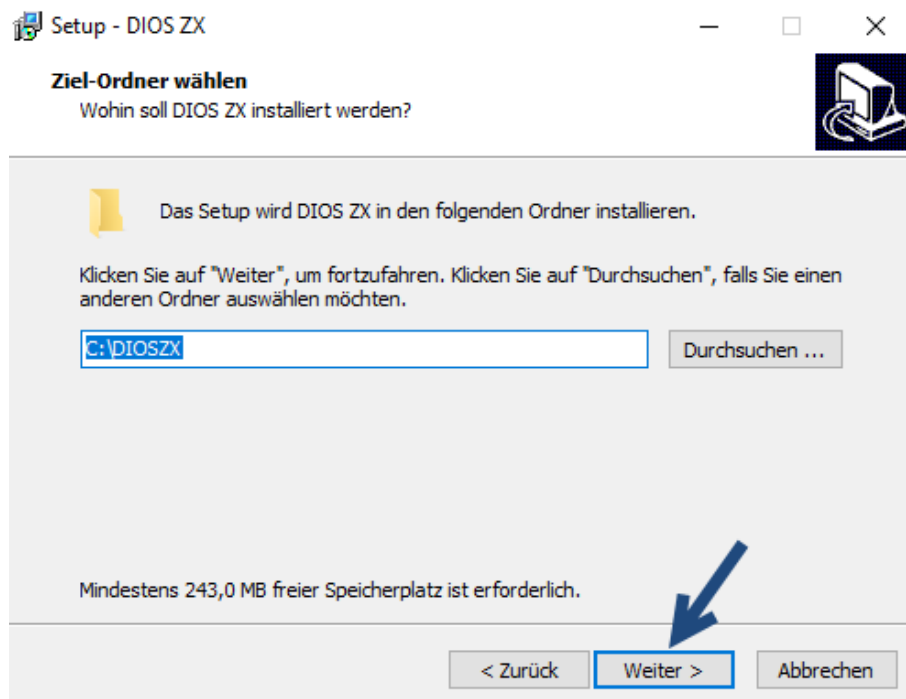 Setup - DIOS ZX
Ziel-Ordner wählen
Wohin soll DIOS ZX installiert werden?
Das Setup wird DIOS ZX in den folgenden Ordner installieren.
Klicken Sie auf "Weiter", um fortzufahren. Klicken Sie auf "Durchsuchen", falls Sie einen
anderen Ordner auswählen möchten.
C:\DIOSZX
Durchsuchen ...
Mindestens 243,0 MB freier Speicherplatz ist erforderlich.
< Zurück
Weiter >
Abbrechen